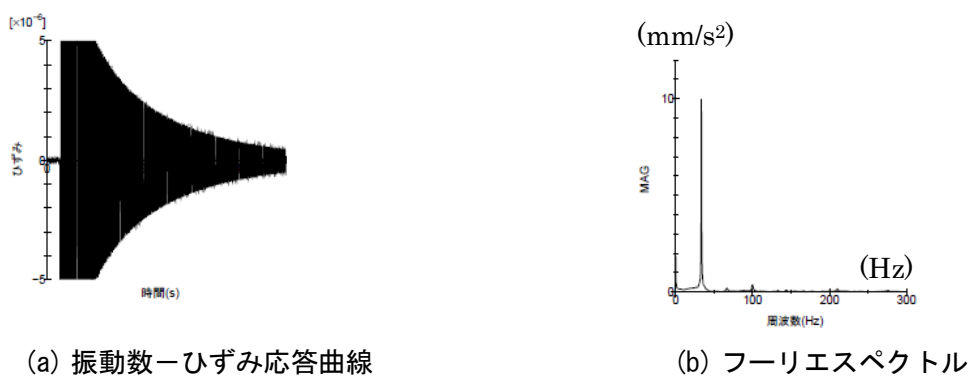 [×10⁻⁶]
5
0
0
-5
ひずみ
時間(s)
(a) 振動数－ひずみ応答曲線
(mm/s²)
10
0
MAG
(Hz)
0 100 200 300
周波数(Hz)
(b) フーリエスペクトル